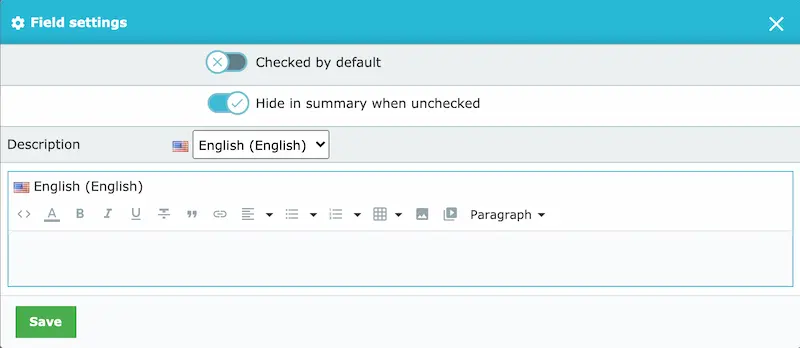 Field settings
Checked by default
Hide in summary when unchecked
Description English (English)
English (English)
A B I U Paragraph
Save